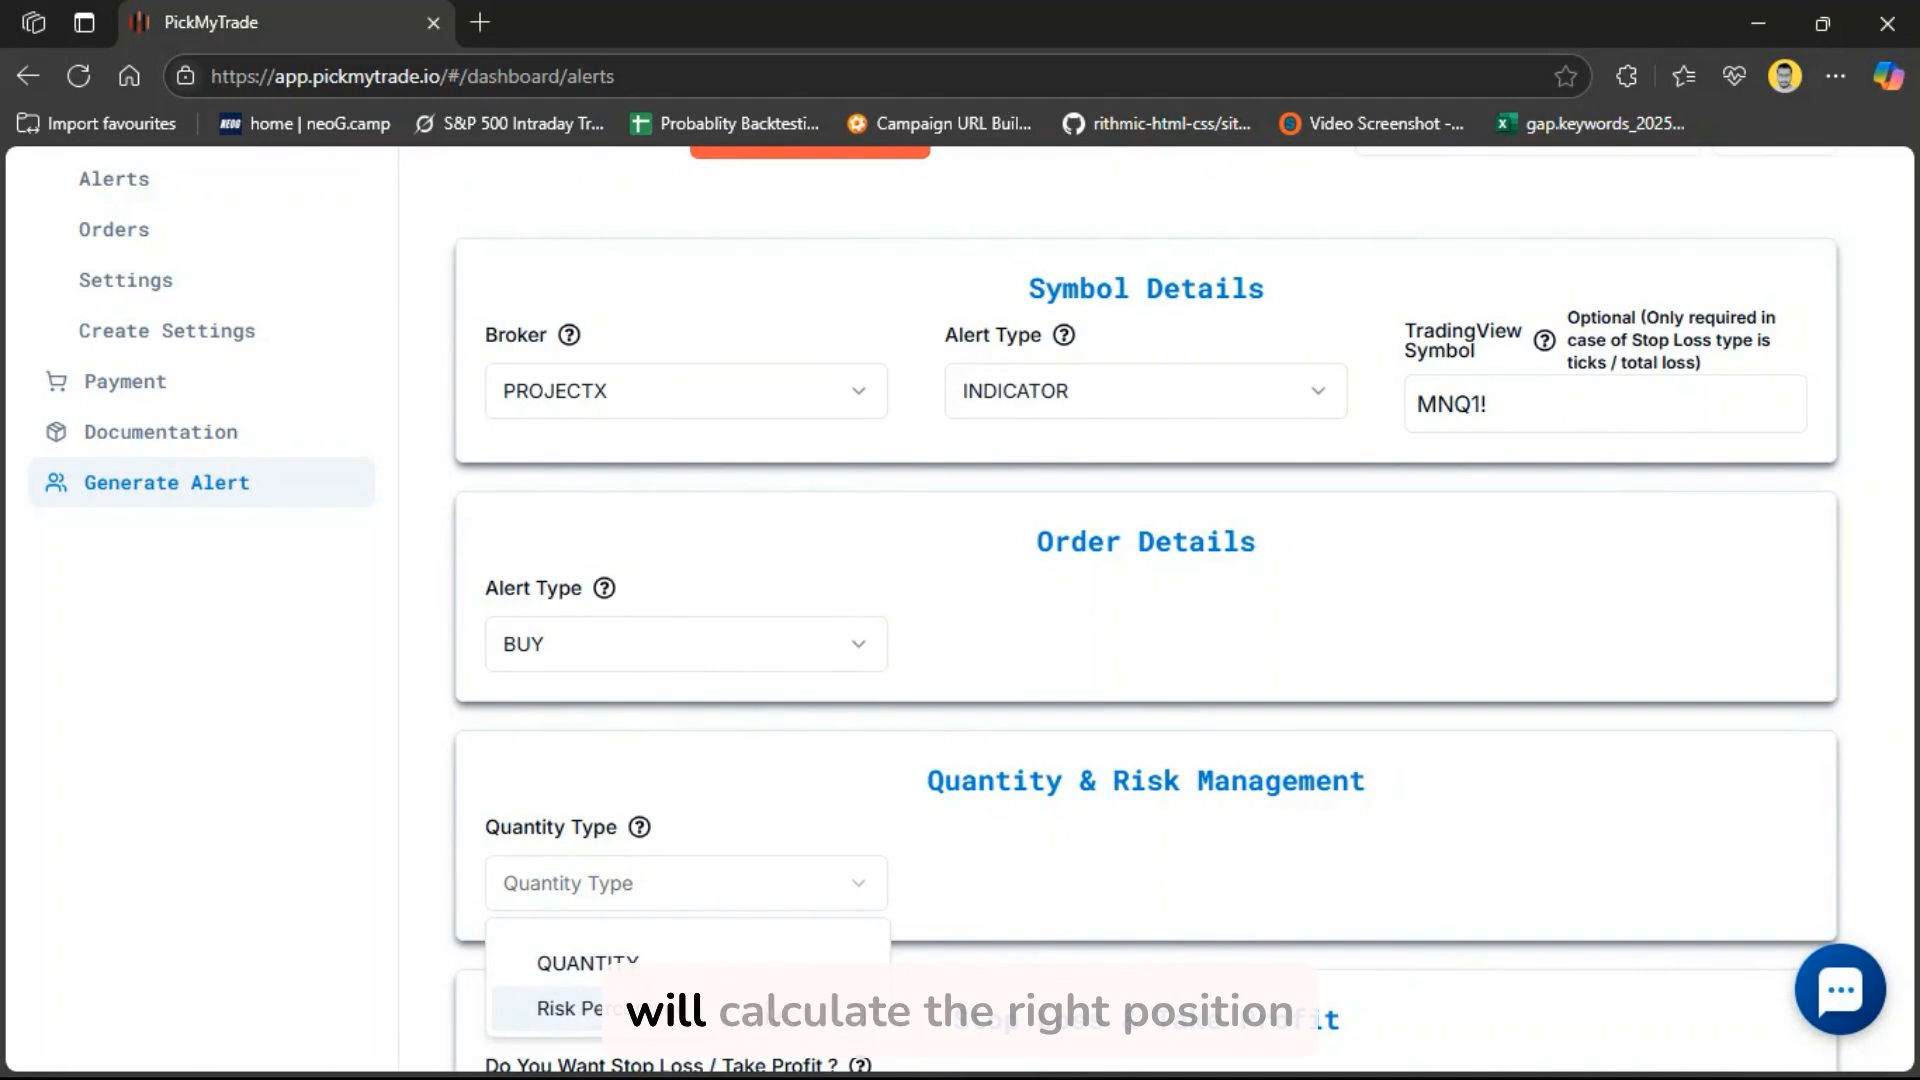 PickMyTrade
https://app.pickmytrade.io/#/dashboard/alerts
Import favourites
NEOG
home | neoG.camp
S&P 500 Intraday Tr...
Probablity Backtesti...
Campaign URL Buil...
rithmic-html-css/sit...
Video Screenshot -...
gap.keywords_2025...
Alerts
Orders
Settings
Create Settings
Payment
Documentation
Generate Alert
Symbol Details
Broker ?
PROJECTX
Alert Type ?
INDICATOR
TradingView
Symbol ?
Optional (Only required in
case of Stop Loss type is
ticks / total loss)
MNQ1!
Order Details
Alert Type ?
BUY
Quantity & Risk Management
Quantity Type ?
Quantity Type
QUANTITY
Risk
will calculate the right position
Do You Want Stop Loss / Take Profit ? ?